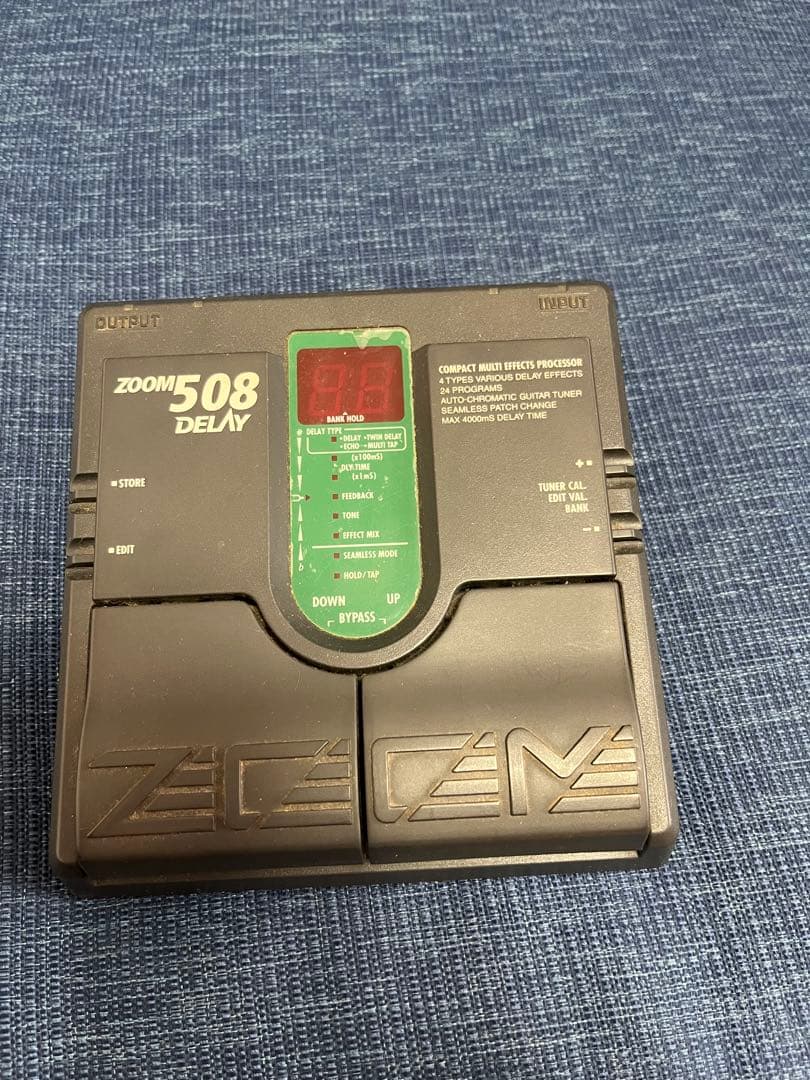 OUTPUT
INPUT
ZOOM 508
DELAY
COMPACT MULTI EFFECTS PROCESSOR
4 TYPES VARIOUS DELAY EFFECTS
24 PROGRAMS
AUTO-CHROMATIC GUITAR TUNER
SEAMLESS PATCH CHANGE
MAX 4000mS DELAY TIME
BANK HOLD
# DELAY TYPE
•DELAY •TWIN DELAY
•ECHO •MULTI TAP
(x100mS)
DLY TIME
(x1mS)
FEEDBACK
TONE
EFFECT MIX
SEAMLESS MODE
b
HOLD/TAP
DOWN UP
BYPASS
STORE
EDIT
+
TUNER CAL.
EDIT VAL.
BANK
−
ZOOM